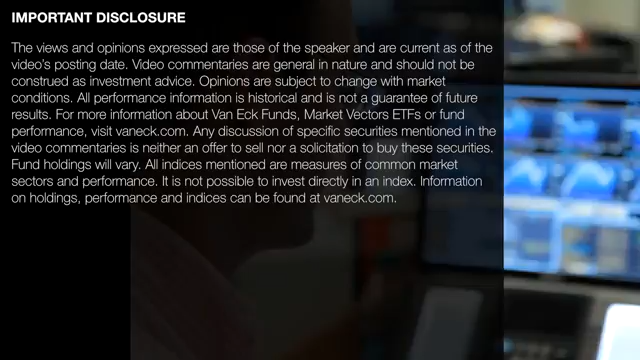 IMPORTANT DISCLOSURE
The views and opinions expressed are those of the speaker and are current as of the
video's posting date. Video commentaries are general in nature and should not be
construed as investment advice. Opinions are subject to change with market
conditions. All performance information is historical and is not a guarantee of future
results. For more information about Van Eck Funds, Market Vectors ETFs or fund
performance, visit vaneck.com. Any discussion of specific securities mentioned in the
video commentaries is neither an offer to sell nor a solicitation to buy these securities.
Fund holdings will vary. All indices mentioned are measures of common market
sectors and performance. It is not possible to invest directly in an index. Information
on holdings, performance and indices can be found at vaneck.com.